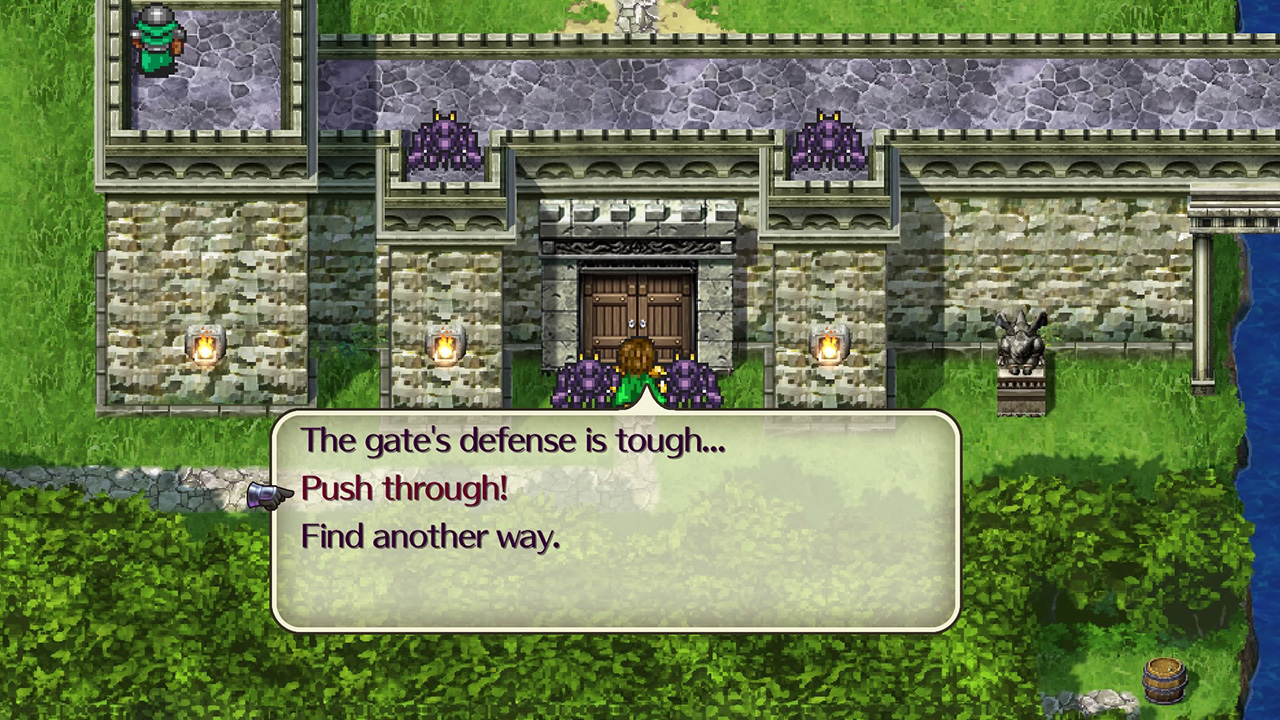 The gate's defense is tough...
Push through!
Find another way.